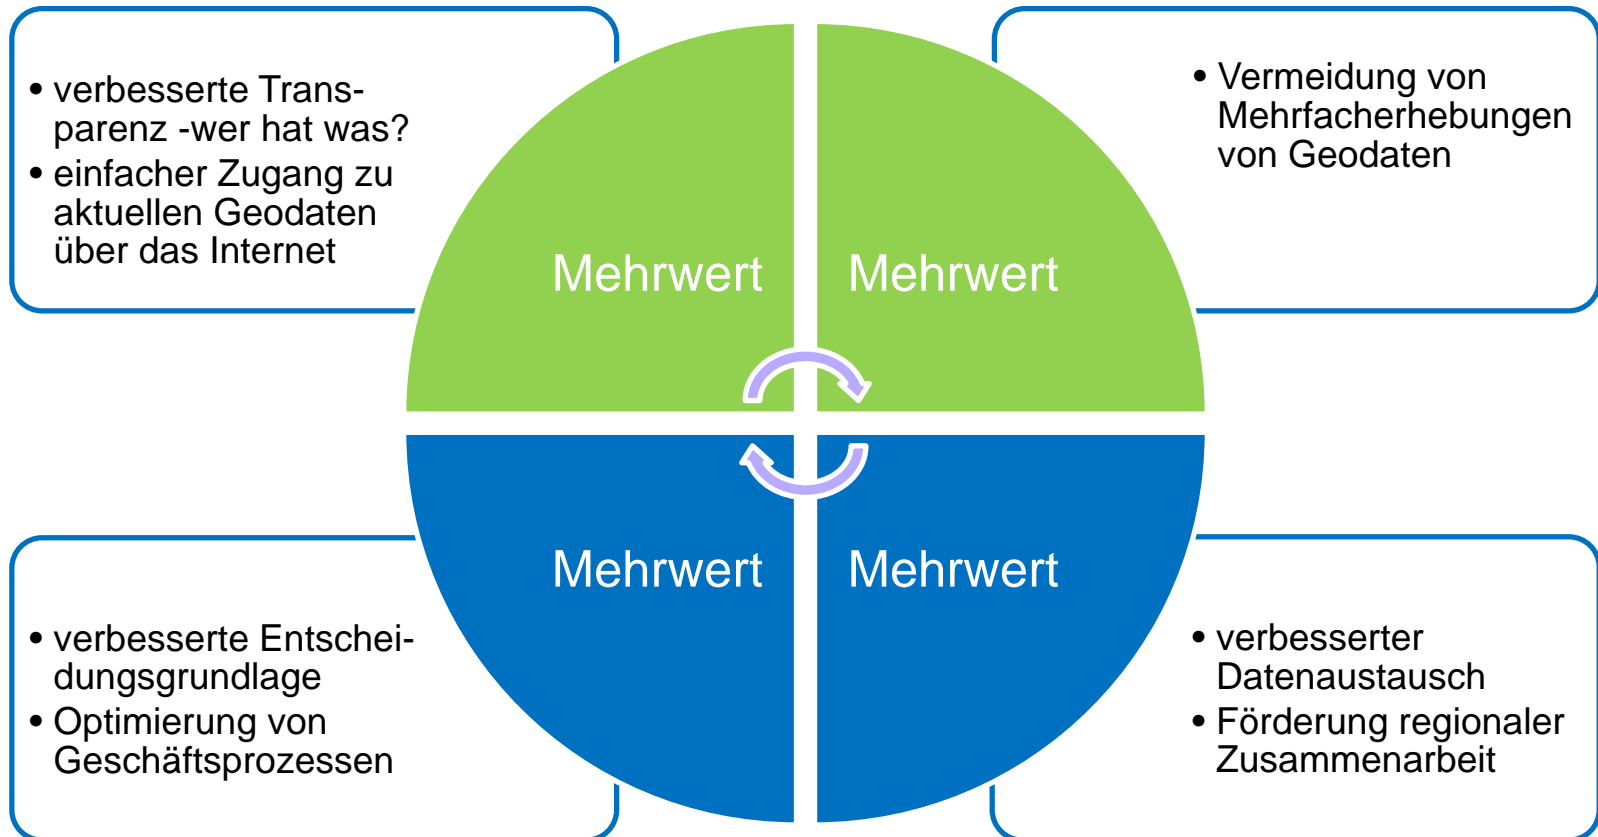 • verbesserte Trans-
parenz -wer hat was?
• einfacher Zugang zu
aktuellen Geodaten
über das Internet
• Vermeidung von
Mehrfacherhebungen
von Geodaten
Mehrwert
Mehrwert
Mehrwert
Mehrwert
• verbesserte Entschei-
dungsgrundlage
• Optimierung von
Geschäftsprozessen
• verbesserter
Datenaustausch
• Förderung regionaler
Zusammenarbeit